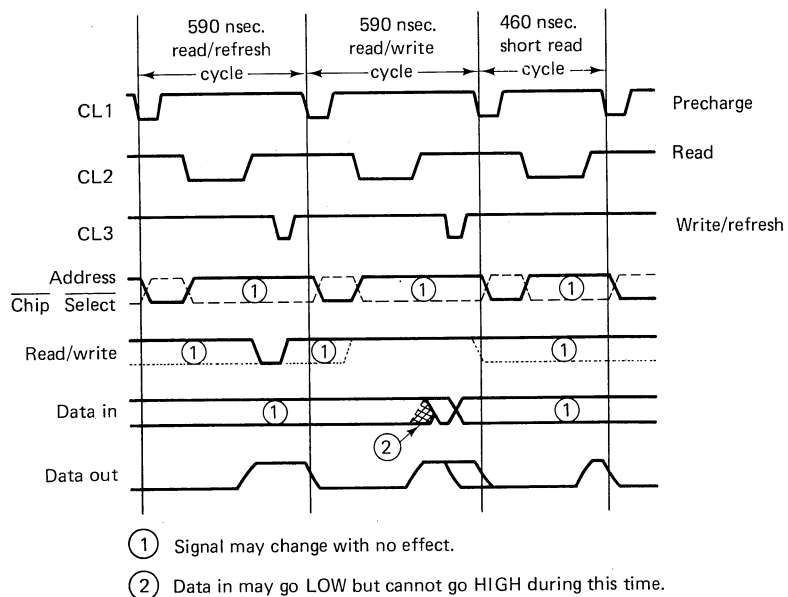 590 nsec.
read/refresh
cycle
590 nsec.
read/write
cycle
460 nsec.
short read
cycle
CL1
Precharge
CL2
Read
CL3
Write/refresh
Address
Chip Select
1
1
1
Read/write
1
1
1
Data in
1
1
2
Data out
1 Signal may change with no effect.
2 Data in may go LOW but cannot go HIGH during this time.